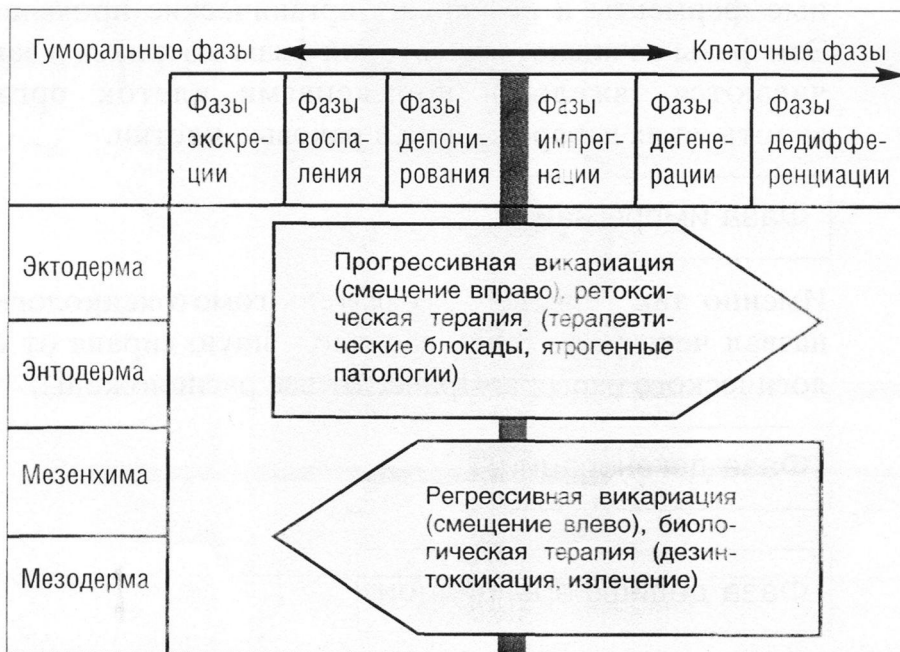 Гуморальные фазы
Клеточные фазы
Фазы
экскре-
ции
Фазы
воспа-
ления
Фазы
депони-
рования
Фазы
импрег-
нации
Фазы
дегене-
рации
Фазы
дедиффе-
ренциации
Эктодерма
Энтодерма
Мезенхима
Мезодерма
Прогрессивная викариация
(смещение вправо) ретокси-
ческая терапия (терапевти-
ческие блокады, ятрогенные
патологии)
Регрессивная викариация
(смещение влево), биоло-
гическая терапия (дезин-
токсикация, излечение)